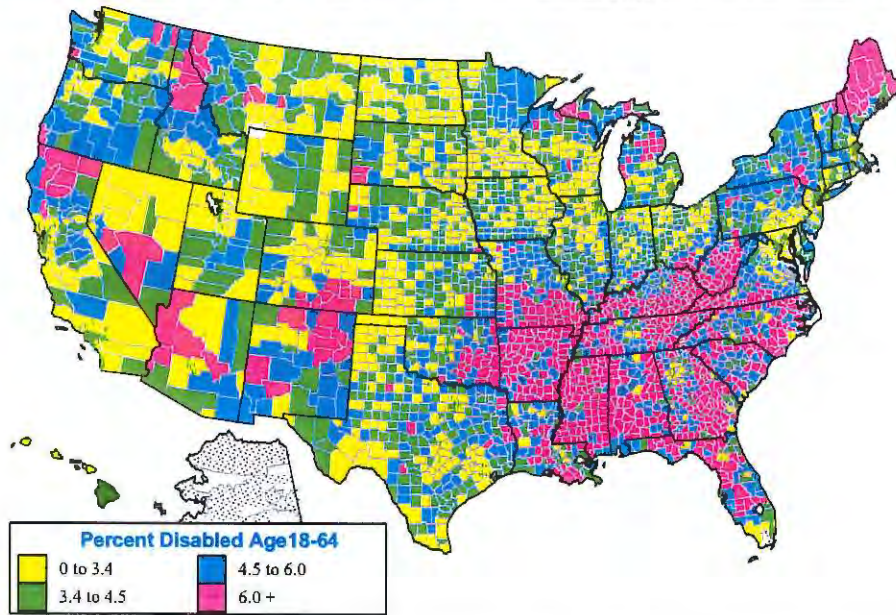 Percent Disabled Age18-64
0 to 3.4
4.5 to 6.0
3.4 to 4.5
6.0 +